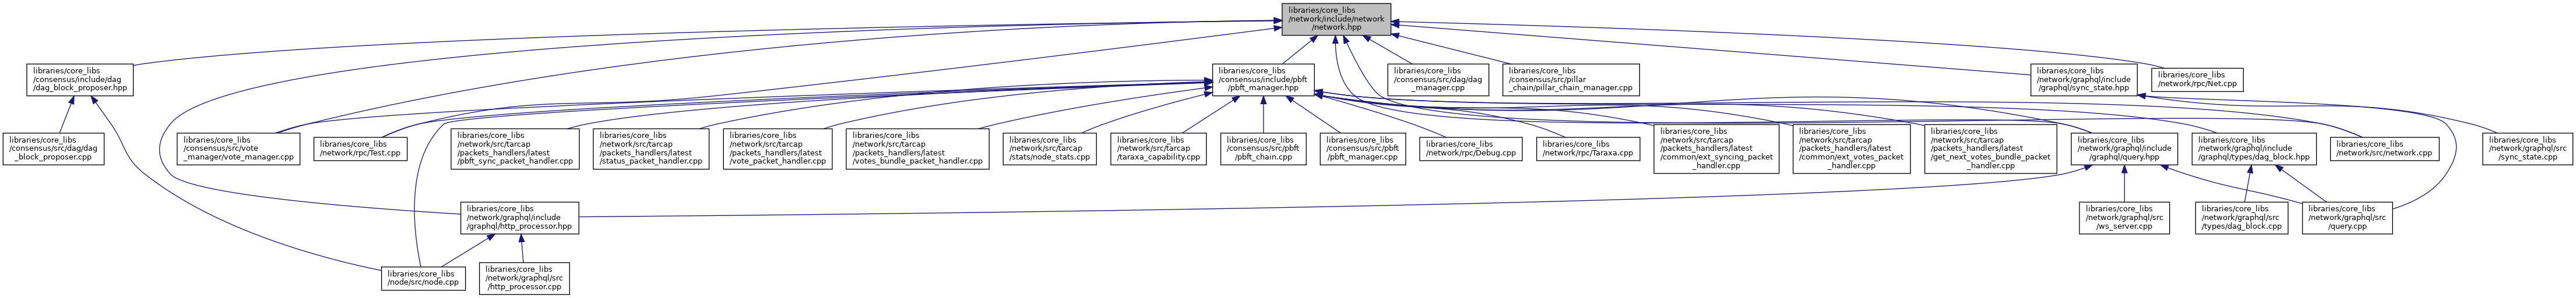 libraries/core_libs
/network/include/network
/network.hpp
libraries/core_libs
/consensus/include/dag
/dag_block_proposer.hpp
libraries/core_libs
/consensus/include/pbft
/pbft_manager.hpp
libraries/core_libs
/consensus/src/dag/dag
_manager.cpp
libraries/core_libs
/consensus/src/pillar
_chain/pillar_chain_manager.cpp
libraries/core_libs
/network/graphql/include
/graphql/sync_state.hpp
libraries/core_libs
/network/rpc/Net.cpp
libraries/core_libs
/consensus/src/dag/dag
_block_proposer.cpp
libraries/core_libs
/consensus/src/vote
_manager/vote_manager.cpp
libraries/core_libs
/network/rpc/Test.cpp
libraries/core_libs
/network/src/tarcap
/packets_handlers/latest
/pbft_sync_packet_handler.cpp
libraries/core_libs
/network/src/tarcap
/packets_handlers/latest
/status_packet_handler.cpp
libraries/core_libs
/network/src/tarcap
/packets_handlers/latest
/vote_packet_handler.cpp
libraries/core_libs
/network/src/tarcap
/packets_handlers/latest
/votes_bundle_packet_handler.cpp
libraries/core_libs
/network/src/tarcap
/stats/node_stats.cpp
libraries/core_libs
/network/src/tarcap
/taraxa_capability.cpp
libraries/core_libs
/consensus/src/pbft
/pbft_chain.cpp
libraries/core_libs
/consensus/src/pbft
/pbft_manager.cpp
libraries/core_libs
/network/rpc/Debug.cpp
libraries/core_libs
/network/rpc/Taraxa.cpp
libraries/core_libs
/network/src/tarcap
/packets_handlers/latest
/common/ext_syncing_packet
_handler.cpp
libraries/core_libs
/network/src/tarcap
/packets_handlers/latest
/common/ext_votes_packet
_handler.cpp
libraries/core_libs
/network/src/tarcap
/packets_handlers/latest
/get_next_votes_bundle_packet
_handler.cpp
libraries/core_libs
/network/graphql/include
/graphql/query.hpp
libraries/core_libs
/network/graphql/include
/graphql/types/dag_block.hpp
libraries/core_libs
/network/src/network.cpp
libraries/core_libs
/network/graphql/src
/sync_state.cpp
libraries/core_libs
/network/graphql/include
/graphql/http_processor.hpp
libraries/core_libs
/network/graphql/src
/ws_server.cpp
libraries/core_libs
/network/graphql/src
/types/dag_block.cpp
libraries/core_libs
/network/graphql/src
/query.cpp
libraries/core_libs
/node/src/node.cpp
libraries/core_libs
/network/graphql/src
/http_processor.cpp